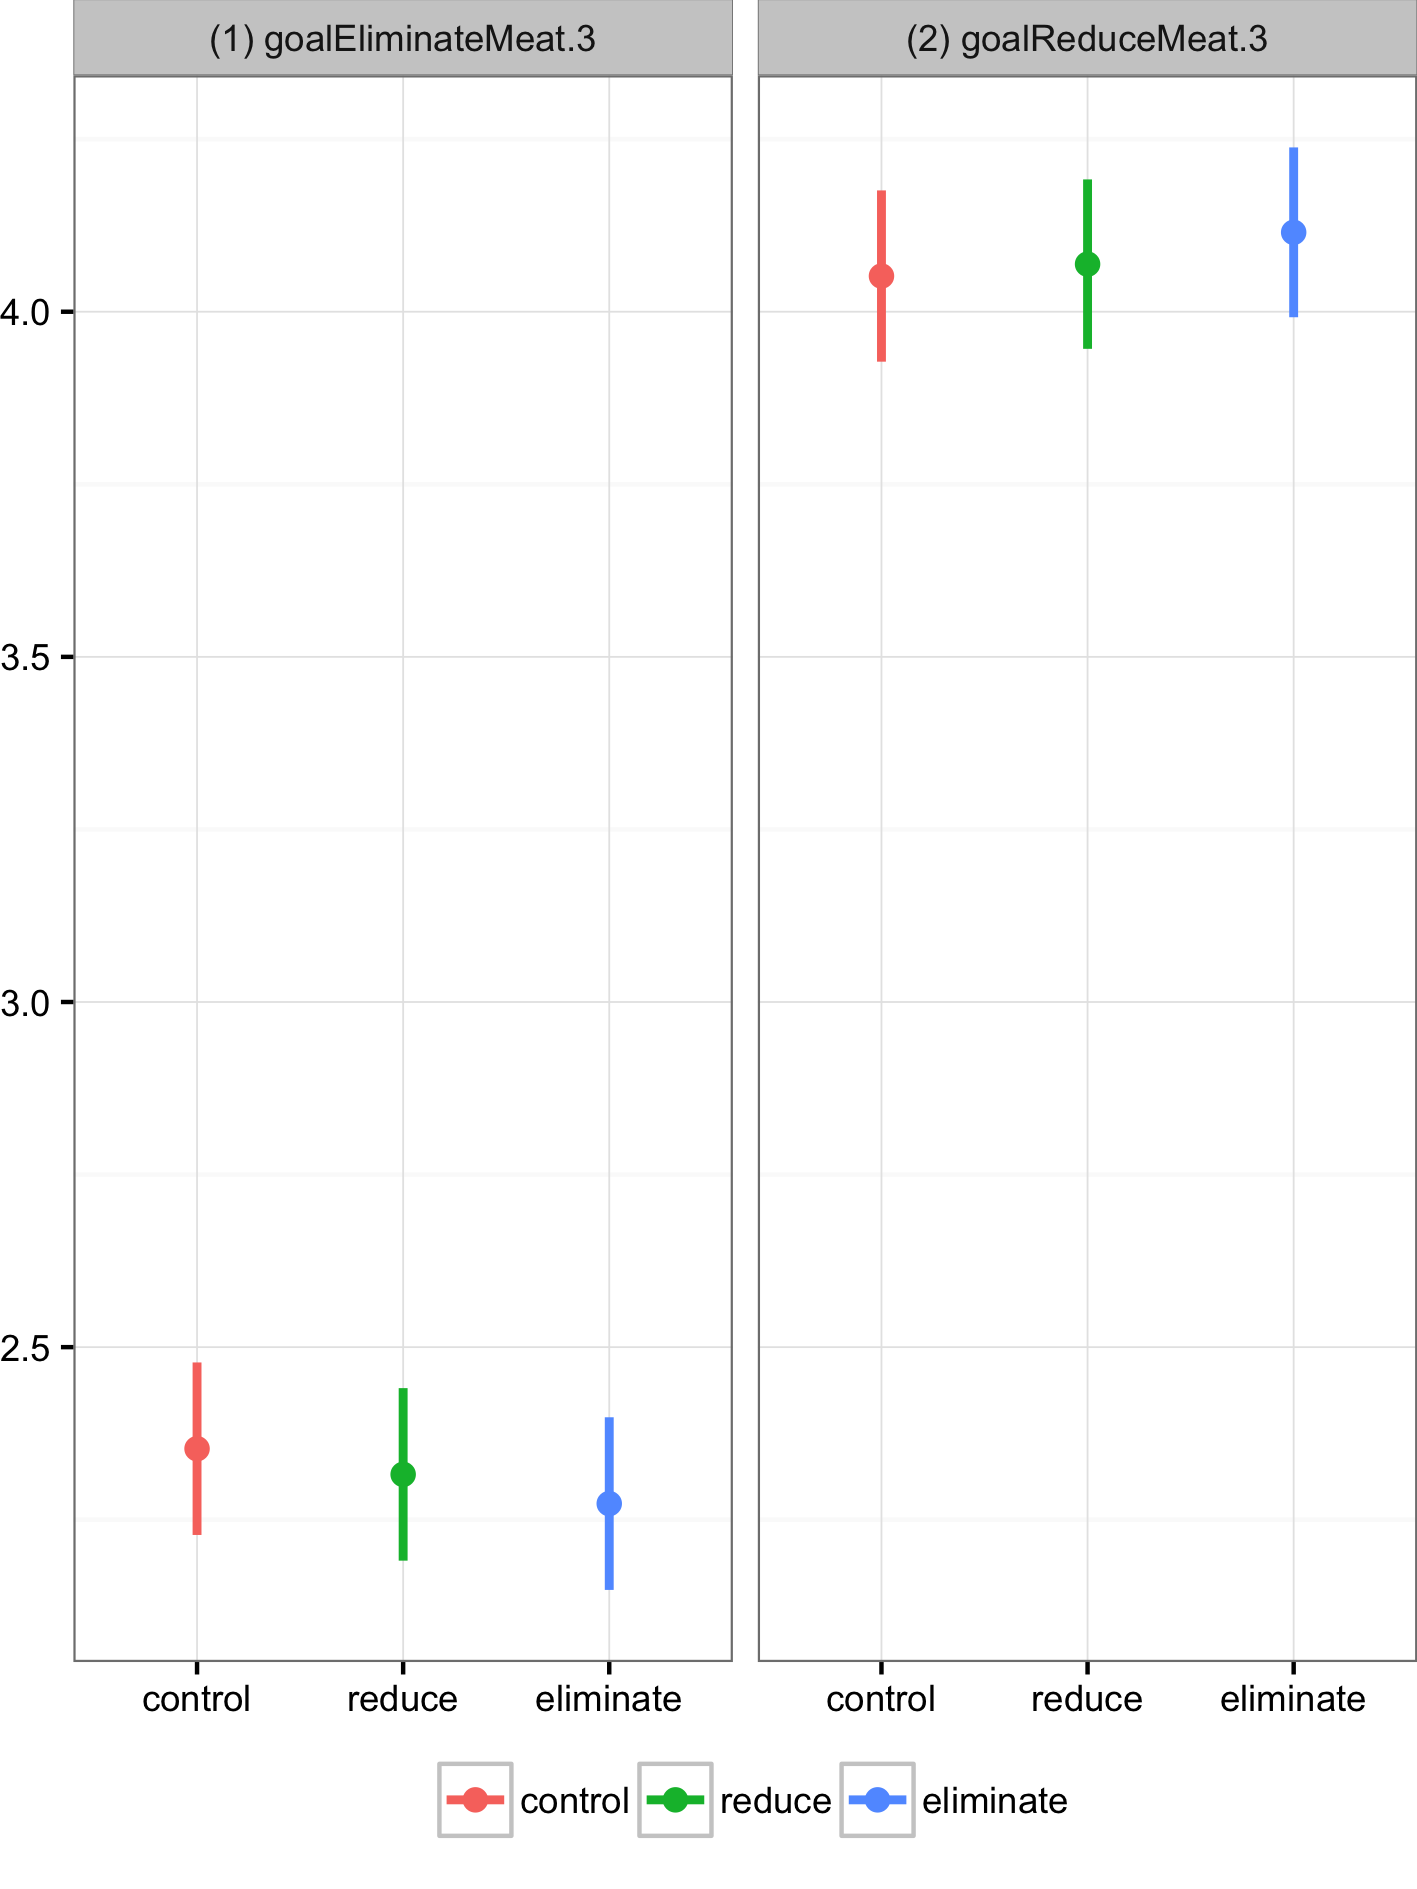 (1) goalEliminateMeat.3
(2) goalReduceMeat.3
4.0
3.5
3.0
2.5
control reduce eliminate
control reduce eliminate
control reduce eliminate